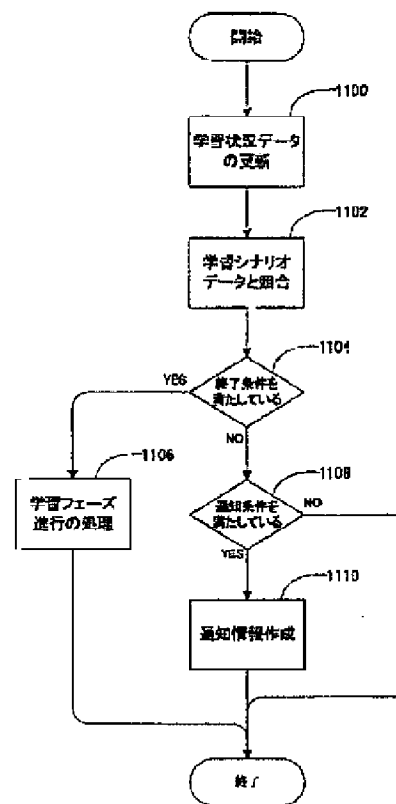 開始
1100
学習状況データ
の更新
1102
学習シナリオ
データと照合
1104
終了条件を
満たしている
YES
NO
1106
学習フェーズ
進行の処理
1108
通知条件を
満たしている
NO
YES
1110
通知情報作成
終了